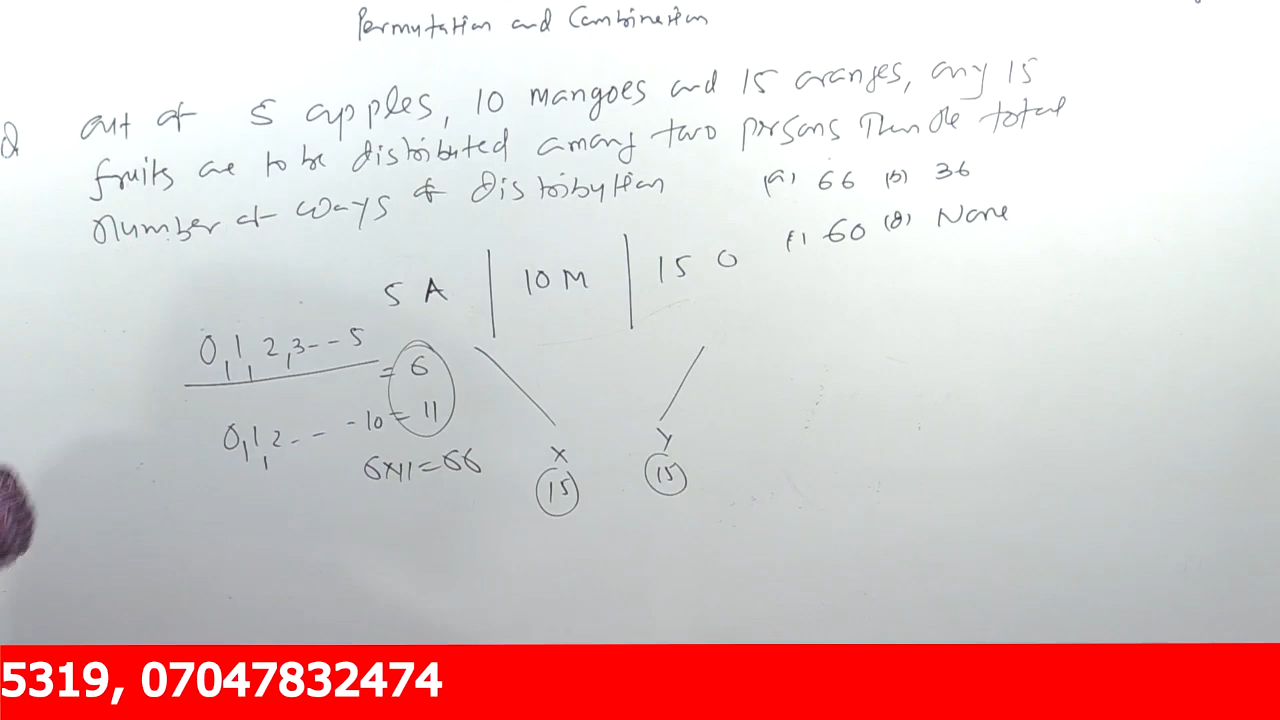 Permutation and Combination
Q out of 5 apples, 10 mangoes and 15 oranges, any 15
fruits are to be distributed among two persons Then the total
number of ways of distribution (a) 66 (b) 36
(c) 60 (d) None
5 A | 10 M | 15 O
0, 1, 2, 3 - - 5 = 6
0, 1, 2 - - - - 10 = 11
6x11 = 66
X Y
15 15
5319, 07047832474